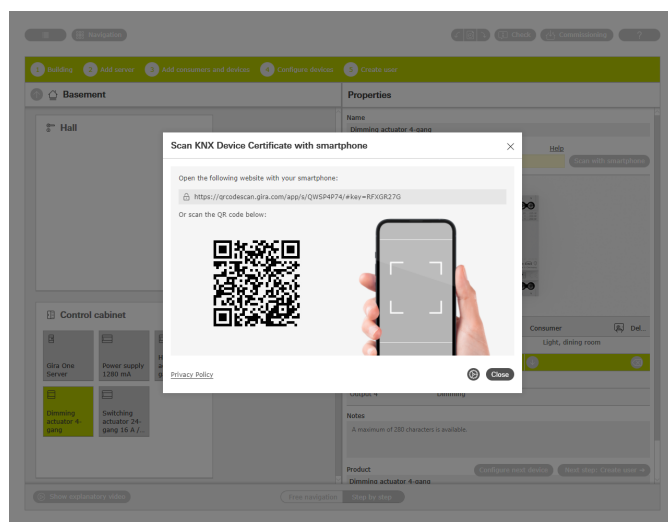 Navigation
Check
Commissioning
?
1 Building
2 Add server
3 Add consumers and devices
4 Configure devices
5 Create user
Basement
Properties
Hall
Name
Dimming actuator 4-gang
Help
Scan with smartphone
Scan KNX Device Certificate with smartphone
Open the following website with your smartphone:
https://qrcodescan.gira.com/app/s/QWSP4P74/#key=RFXGR27G
Or scan the QR code below:
Privacy Policy
Close
Control cabinet
Gira One
Server
Power supply
1280 mA
Dimming
actuator 4-
gang
Switching
actuator 24-
gang 16 A /...
Consumer
Del...
Light, dining room
Output 4
Dimming
Notes
A maximum of 280 characters is available.
Product
Dimming actuator 4-gang
Configure next device
Next step: Create user
Show explanatory video
Free navigation
Step by step